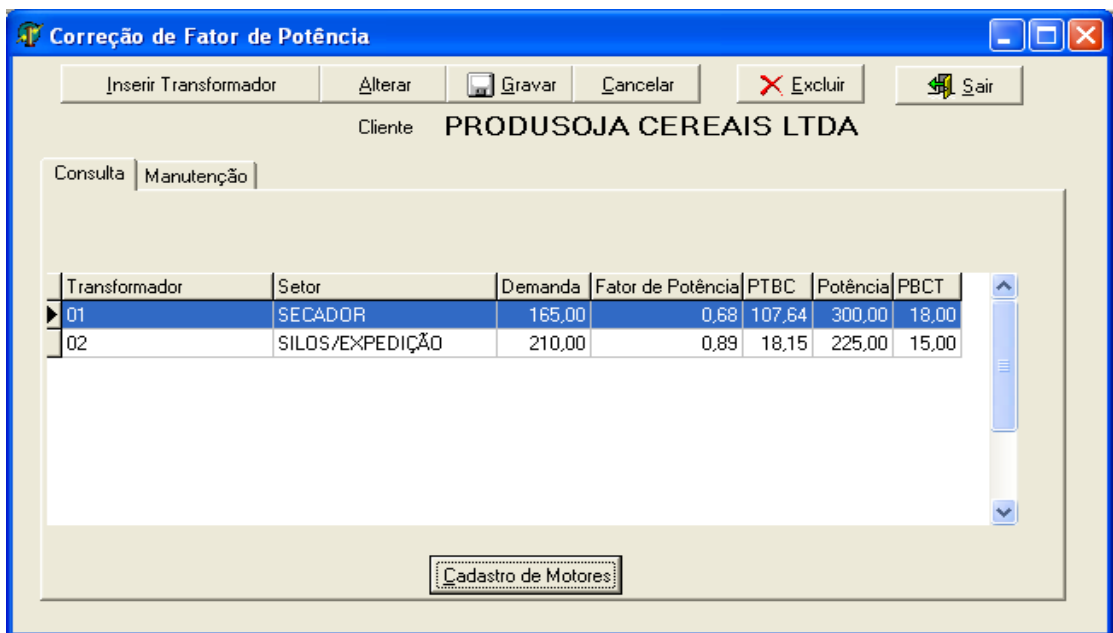 Correção de Fator de Potência
Inserir Transformador Alterar Gravar Cancelar Excluir Sair
Cliente PRODUSOJA CEREAIS LTDA
Consulta Manutenção
Transformador Setor Demanda Fator de Potência PTBC Potência PBCT
01 SECADOR 165,00 0,68 107,64 300,00 18,00
02 SILOS/EXPEDIÇÃO 210,00 0,89 18,15 225,00 15,00
Cadastro de Motores